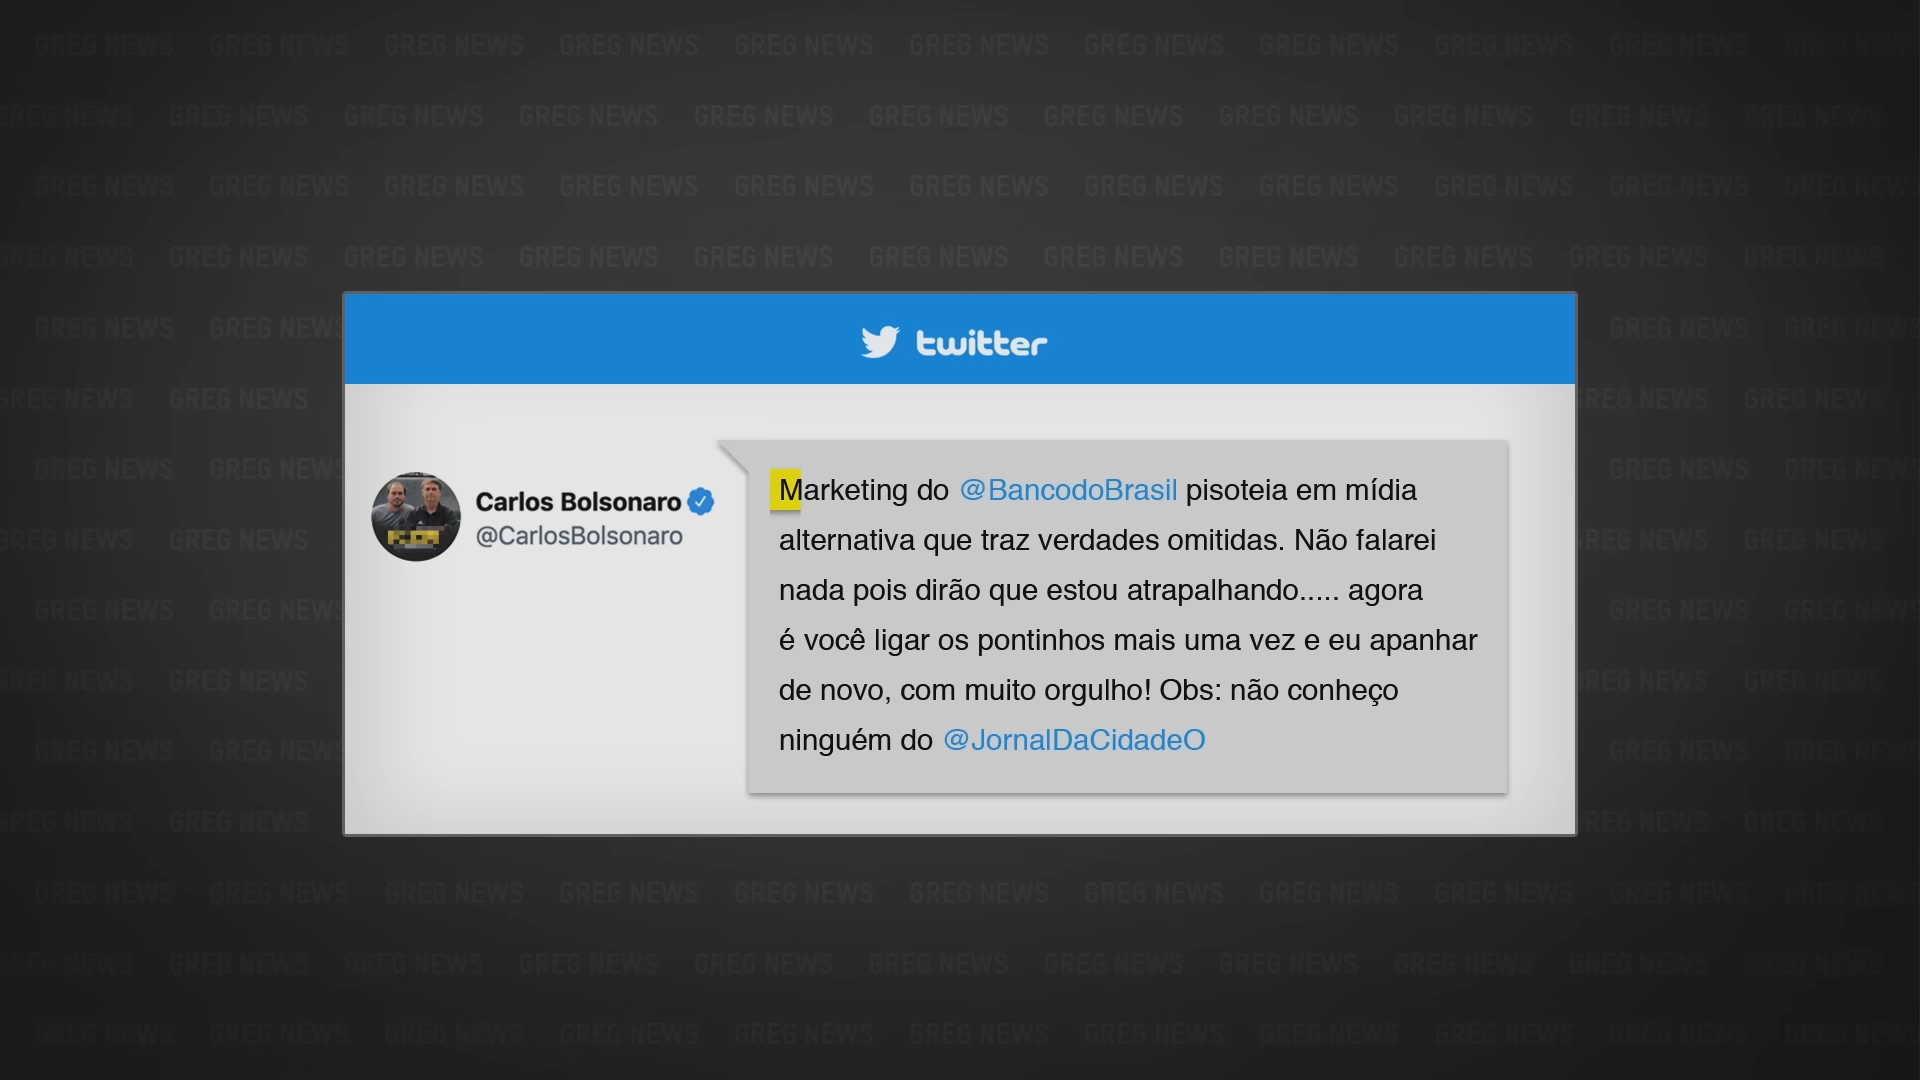 twitter
Carlos Bolsonaro
@CarlosBolsonaro
Marketing do @BancodoBrasil pisoteia em mídia
alternativa que traz verdades omitidas. Não falarei
nada pois dirão que estou atrapalhando..... agora
é você ligar os pontinhos mais uma vez e eu apanhar
de novo, com muito orgulho! Obs: não conheço
ninguém do @JornalDaCidadeO
GREG NEWS